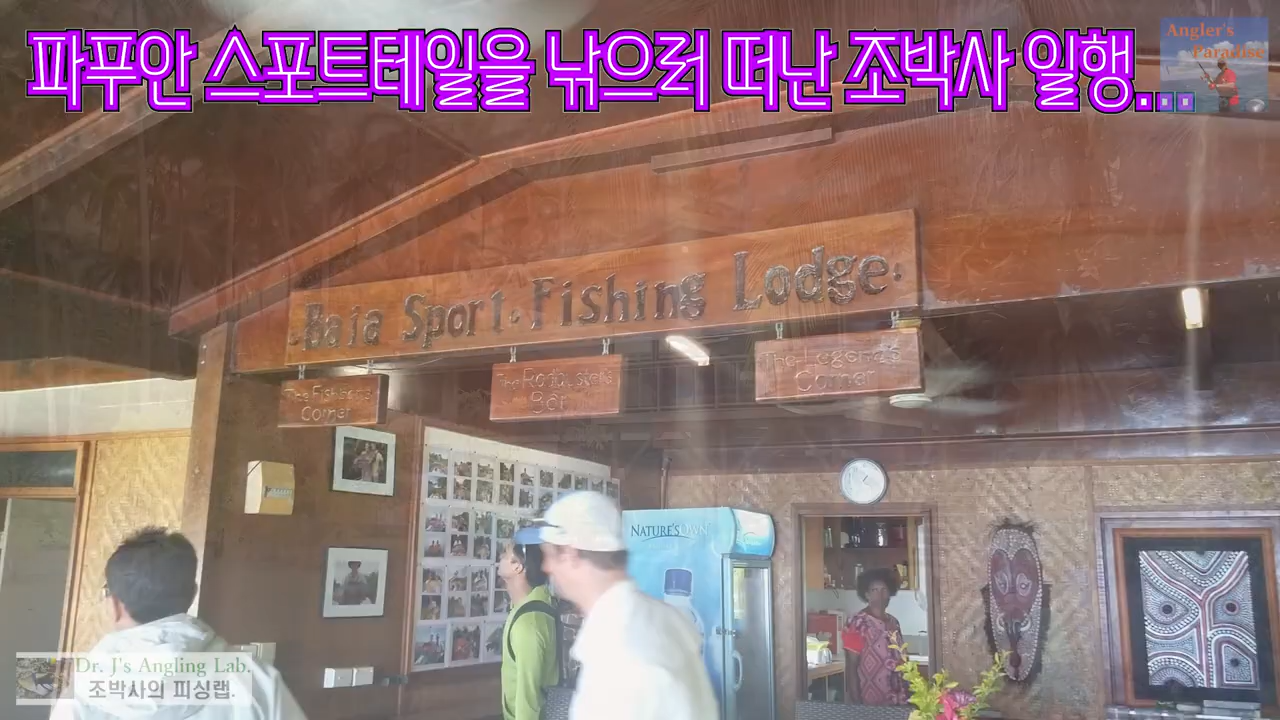 파푸안 스포트테일을 낚으러 떠난 조박사 일행...
Angler's
Paradise
Baia Sport Fishing Lodge
The
Corner
The
Bar
The Legend's
Corner
NATURE'S OWN
Dr. J's Angling Lab.
조박사의 피싱랩.